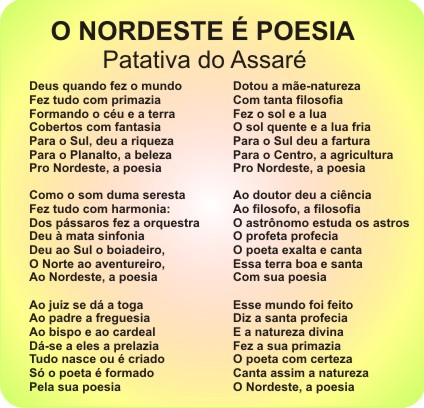 O NORDESTE É POESIA
Patativa do Assaré
Deus quando fez o mundo
Fez tudo com primazia
Formando o céu e a terra
Cobertos com fantasia
Para o Sul, deu a riqueza
Para o Planalto, a beleza
Pro Nordeste, a poesia
Como o som duma seresta
Fez tudo com harmonia:
Dos pássaros fez a orquestra
Deu à mata sinfonia
Deu ao Sul o boiadeiro,
O Norte ao aventureiro,
Ao Nordeste, a poesia
Ao juiz se dá a toga
Ao padre a freguesia
Ao bispo e ao cardeal
Dá-se a eles a prelazia
Tudo nasce ou é criado
Só o poeta é formado
Pela sua poesia
Dotou a mãe-natureza
Com tanta filosofia
Fez o sol e a lua
O sol quente e a lua fria
Para o Sul deu a fartura
Para o Centro, a agricultura
Pro Nordeste, a poesia
Ao doutor deu a ciência
Ao filosofo, a filosofia
O astrônomo estuda os astros
O profeta profecia
O poeta exalta e canta
Essa terra boa e santa
Com sua poesia
Esse mundo foi feito
Diz a santa profecia
E a natureza divina
Fez a sua primazia
O poeta com certeza
Canta assim a natureza
O Nordeste, a poesia